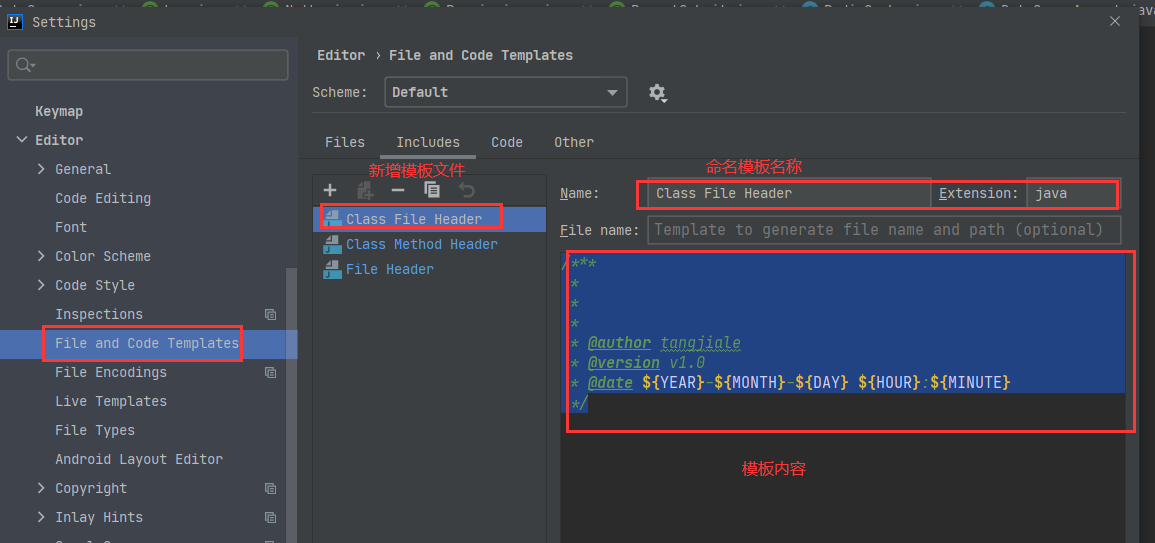 Settings
Editor › File and Code Templates
Scheme: Default
Keymap
Editor
General
Code Editing
Font
Color Scheme
Code Style
Inspections
File and Code Templates
File Encodings
Live Templates
File Types
Android Layout Editor
Copyright
Inlay Hints
Files Includes Code Other
新增模板文件
命名模板名称
Class File Header
Class Method Header
File Header
Name: Class File Header Extension: java
File name: Template to generate file name and path (optional)
/***
*
*
*
* @author tangjiale
* @version v1.0
* @date ${YEAR}-${MONTH}-${DAY} ${HOUR}:${MINUTE}
*/
模板内容